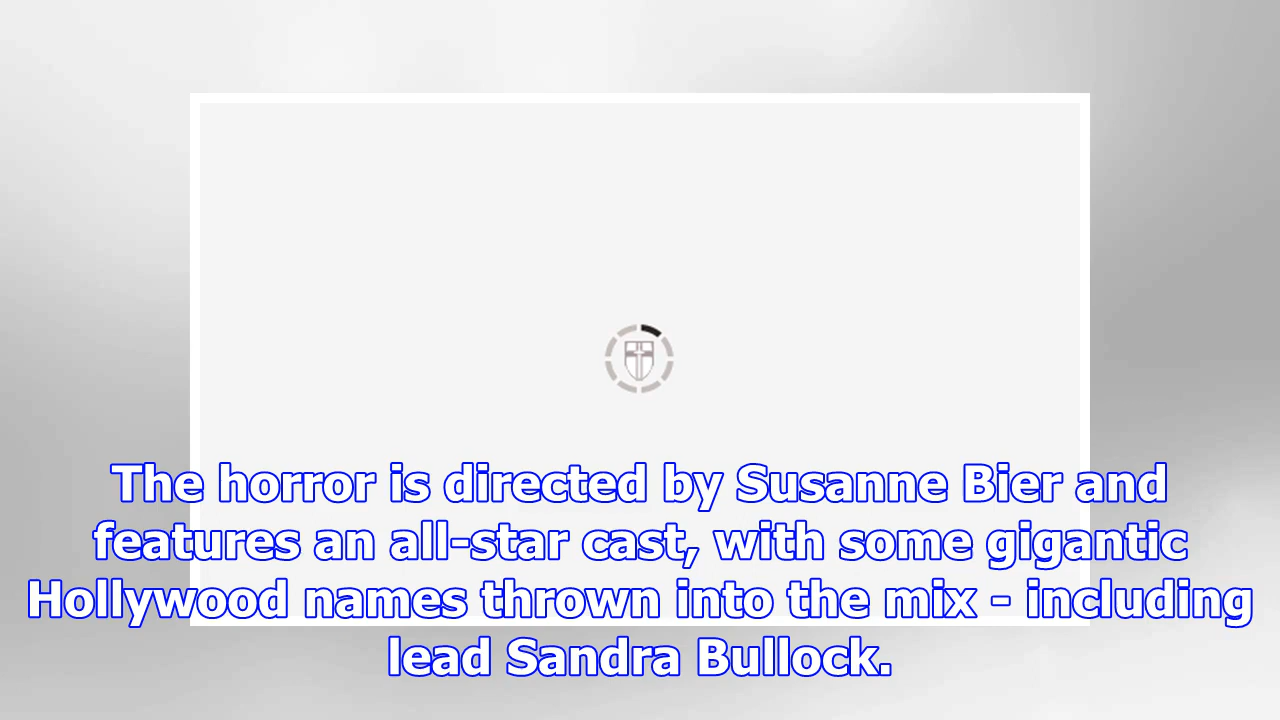 The horror is directed by Susanne Bier and
features an all-star cast, with some gigantic
Hollywood names thrown into the mix - including
lead Sandra Bullock.